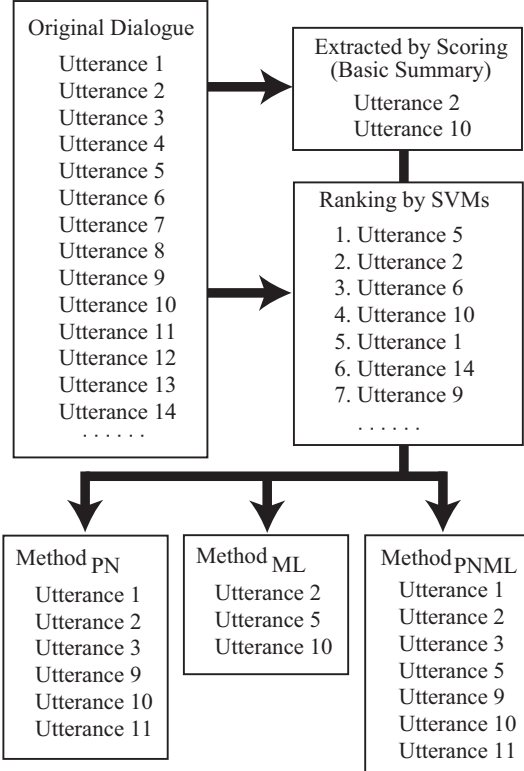 Original Dialogue
Utterance 1
Utterance 2
Utterance 3
Utterance 4
Utterance 5
Utterance 6
Utterance 7
Utterance 8
Utterance 9
Utterance 10
Utterance 11
Utterance 12
Utterance 13
Utterance 14
. . . . . .
Extracted by Scoring
(Basic Summary)
Utterance 2
Utterance 10
Ranking by SVMs
1. Utterance 5
2. Utterance 2
3. Utterance 6
4. Utterance 10
5. Utterance 1
6. Utterance 14
7. Utterance 9
. . . . . .
Method PN
Utterance 1
Utterance 2
Utterance 3
Utterance 9
Utterance 10
Utterance 11
Method ML
Utterance 2
Utterance 5
Utterance 10
Method PNML
Utterance 1
Utterance 2
Utterance 3
Utterance 5
Utterance 9
Utterance 10
Utterance 11